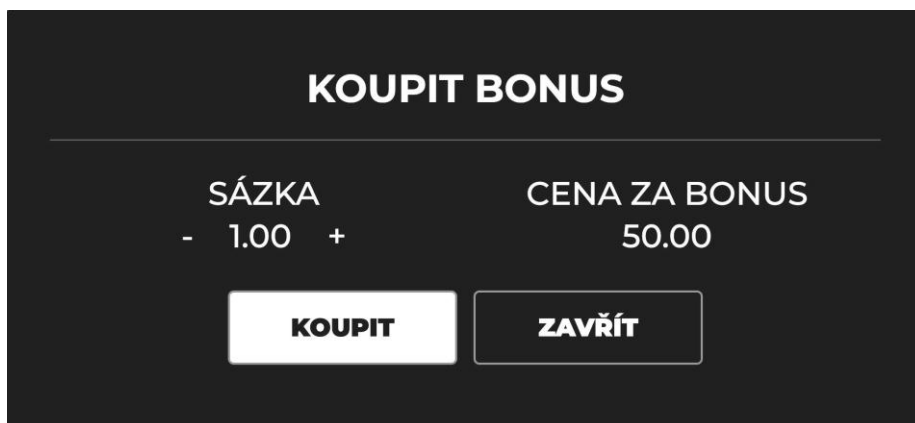 KOUPIT BONUS
SÁZKA
- 1.00 +
CENA ZA BONUS
50.00
KOUPIT
ZAVŘÍT